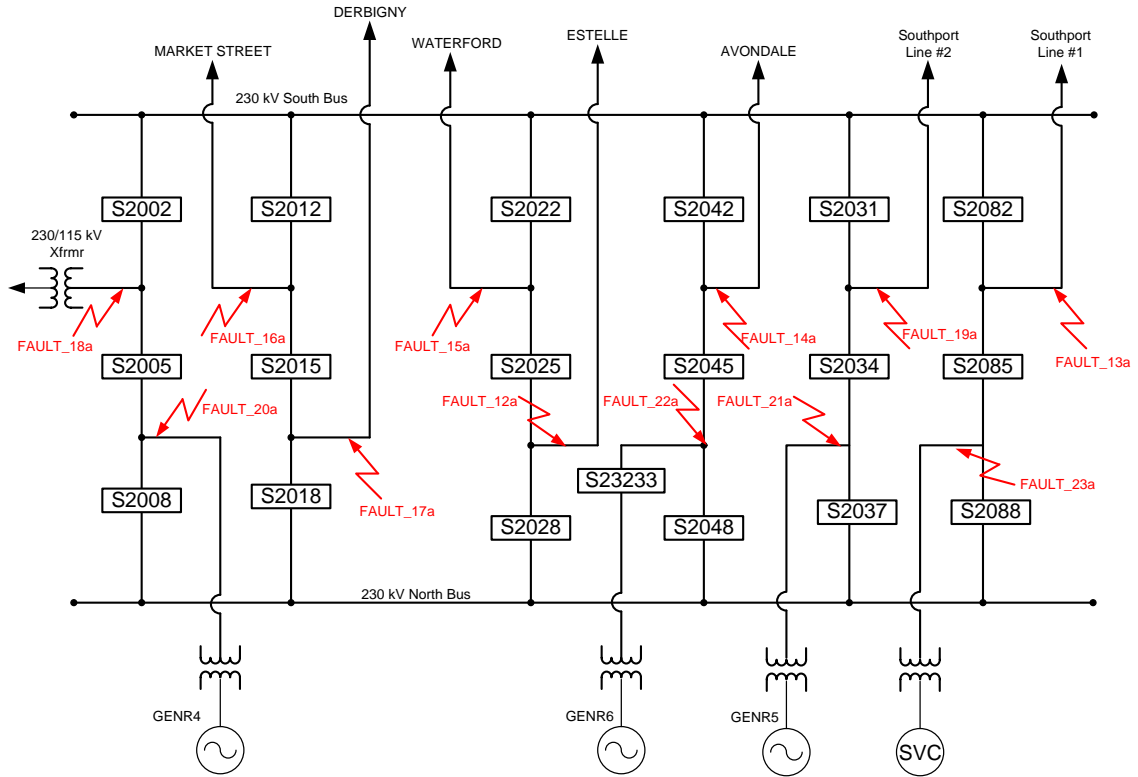 DERBIGNY
MARKET STREET
WATERFORD
ESTELLE
AVONDALE
Southport
Line #2
Southport
Line #1
230 kV South Bus
S2002
S2012
S2022
S2042
S2031
S2082
230/115 kV
Xfrmr
FAULT_18a
FAULT_16a
FAULT_15a
FAULT_14a
FAULT_19a
FAULT_13a
S2005
S2015
S2025
S2045
S2034
S2085
FAULT_20a
FAULT_12a
FAULT_22a
FAULT_21a
S23233
FAULT_23a
S2008
S2018
FAULT_17a
S2028
S2048
S2037
S2088
230 kV North Bus
GENR4
GENR6
GENR5
SVC